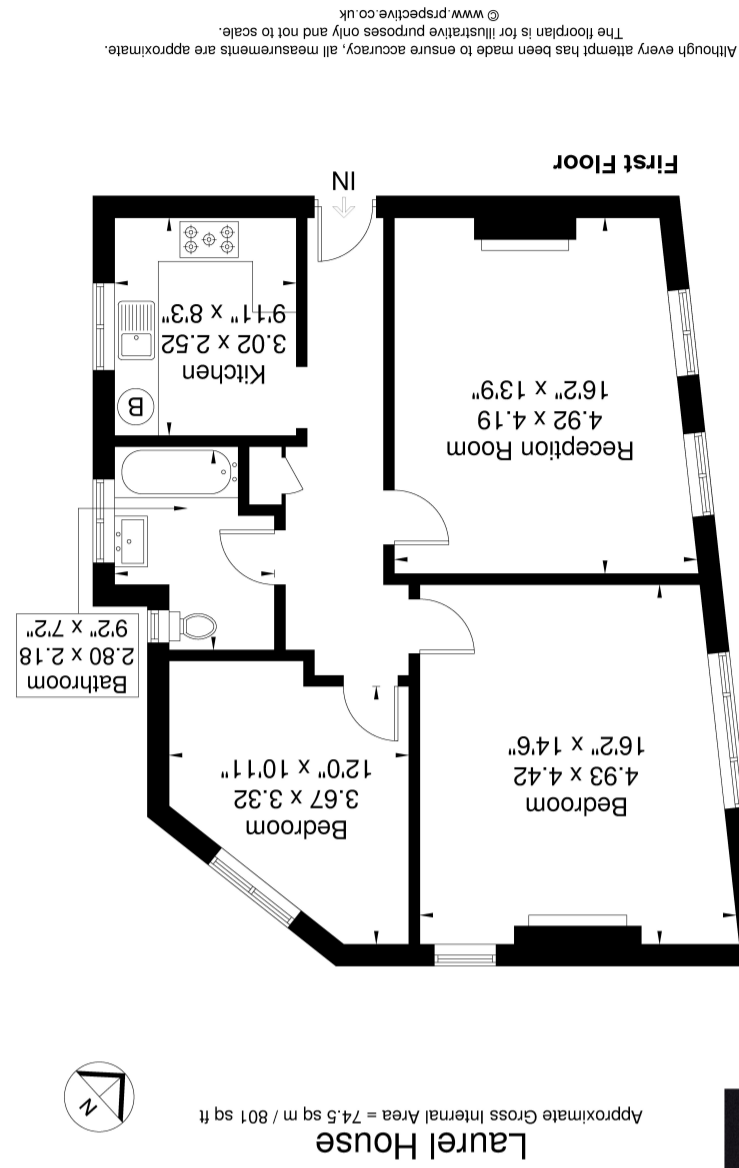 Laurel House
Approximate Gross Internal Area = 74.5 sq m / 801 sq ft
N
Bedroom
4.93 x 4.42
16'2" x 14'6"
Bedroom
3.67 x 3.32
12'0" x 10'11"
Bathroom
2.80 x 2.18
9'2" x 7'2"
Reception Room
4.92 x 4.19
16'2" x 13'9"
B
Kitchen
3.02 x 2.52
9'11" x 8'3"
IN
First Floor
Although every attempt has been made to ensure accuracy, all measurements are approximate.
The floorplan is for illustrative purposes only and not to scale.
© www.prspective.co.uk